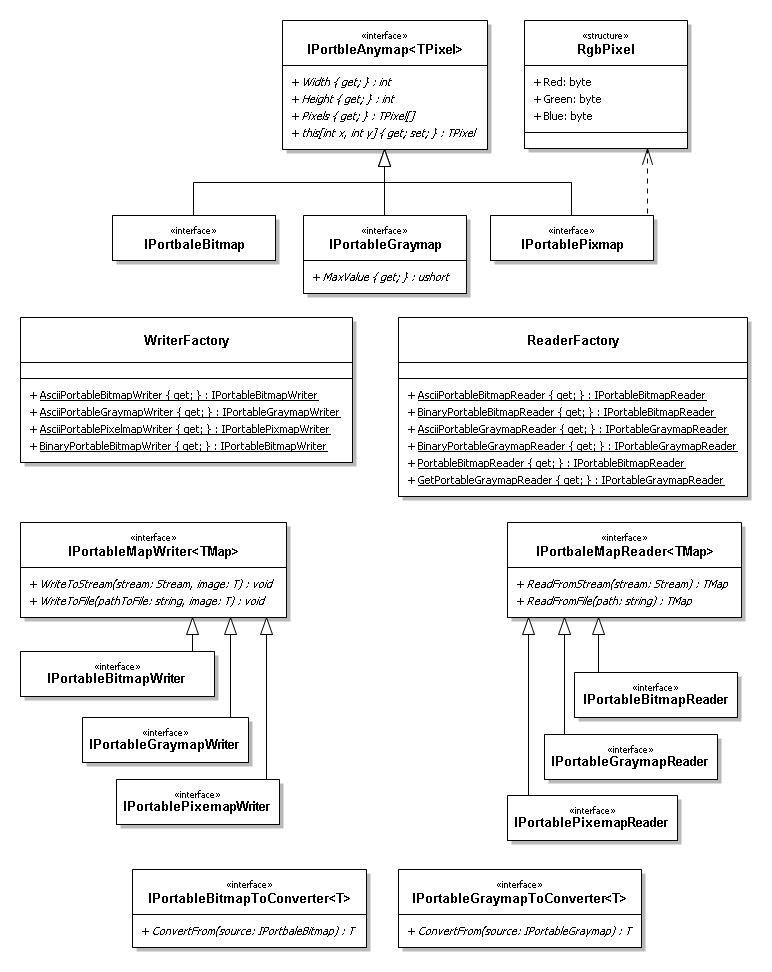 «interface»
IPortbleAnymap<TPixel>
+ Width { get; } : int
+ Height { get; } : int
+ Pixels { get; } : TPixel[]
+ this[int x, int y] { get; set; } : TPixel
«structure»
RgbPixel
+ Red: byte
+ Green: byte
+ Blue: byte
«interface»
IPortbaleBitmap
«interface»
IPortableGraymap
+ MaxValue { get; } : ushort
«interface»
IPortablePixmap
WriterFactory
+ AsciiPortableBitmapWriter { get; } : IPortableBitmapWriter
+ AsciiPortableGraymapWriter { get; } : IPortableGraymapWriter
+ AsciiPortablePixelmapWriter { get; } : IPortablePixmapWriter
+ BinaryPortableBitmapWriter { get; } : IPortableBitmapWriter
ReaderFactory
+ AsciiPortableBitmapReader { get; } : IPortableBitmapReader
+ BinaryPortableBitmapReader { get; } : IPortableBitmapReader
+ AsciiPortableGraymapReader { get; } : IPortableGraymapReader
+ BinaryPortableGraymapReader { get; } : IPortableGraymapReader
+ PortableBitmapReader { get; } : IPortableBitmapReader
+ GetPortableGraymapReader { get; } : IPortableGraymapReader
«interface»
IPortableMapWriter<TMap>
+ WriteToStream(stream: Stream, image: T) : void
+ WriteToFile(pathToFile: string, image: T) : void
«interface»
IPortbaleMapReader<TMap>
+ ReadFromStream(stream: Stream) : TMap
+ ReadFromFile(path: string) : TMap
«interface»
IPortableBitmapWriter
«interface»
IPortableGraymapWriter
«interface»
IPortablePixemapWriter
«interface»
IPortableBitmapReader
«interface»
IPortableGraymapReader
«interface»
IPortablePixemapReader
«interface»
IPortableBitmapToConverter<T>
+ ConvertFrom(source: IPortbaleBitmap) : T
«interface»
IPortableGraymapToConverter<T>
+ ConvertFrom(source: IPortableGraymap) : T